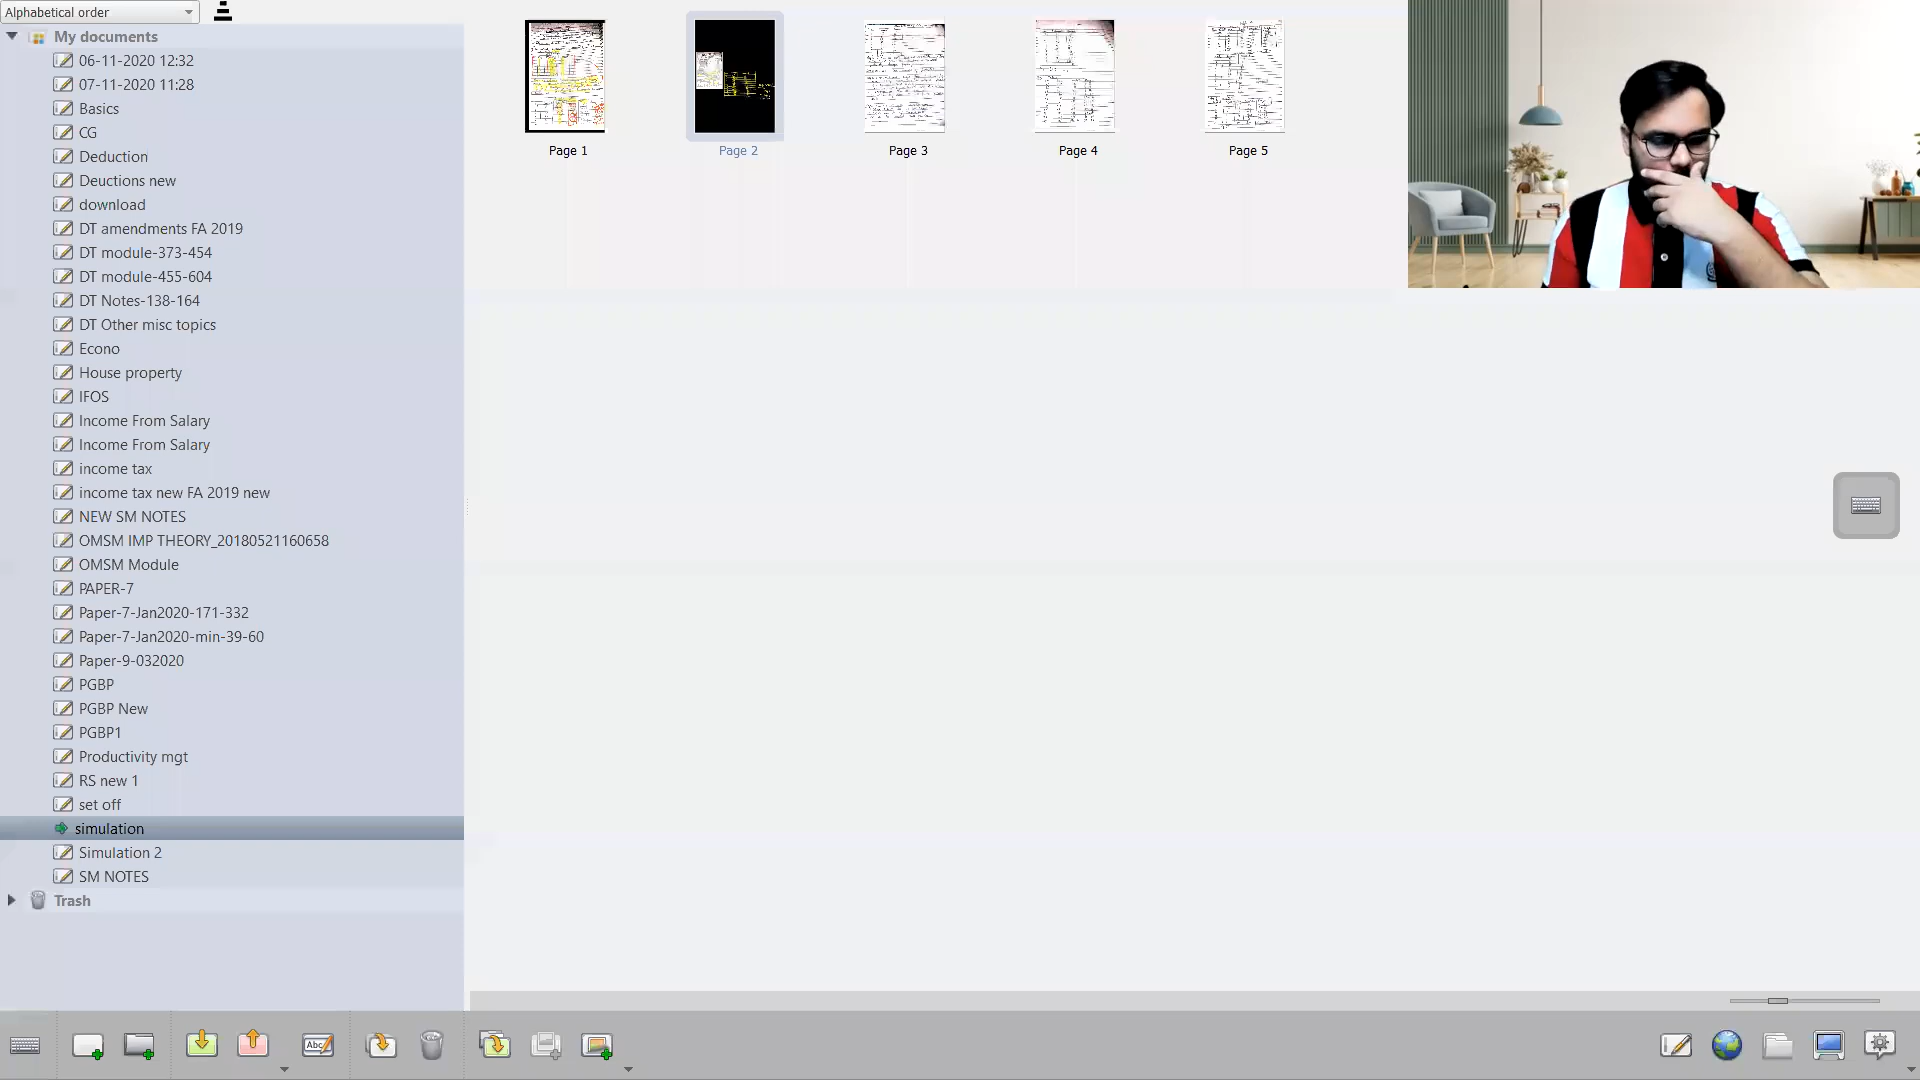 Alphabetical order
My documents
06-11-2020 12:32
07-11-2020 11:28
Basics
CG
Deduction
Deuctions new
download
DT amendments FA 2019
DT module-373-454
DT module-455-604
DT Notes-138-164
DT Other misc topics
Econo
House property
IFOS
Income From Salary
Income From Salary
income tax
income tax new FA 2019 new
NEW SM NOTES
OMSM IMP THEORY_20180521160658
OMSM Module
PAPER-7
Paper-7-Jan2020-171-332
Paper-7-Jan2020-min-39-60
Paper-9-032020
PGBP
PGBP New
PGBP1
Productivity mgt
RS new 1
set off
simulation
Simulation 2
SM NOTES
Trash
Page 1
Page 2
Page 3
Page 4
Page 5
Abc